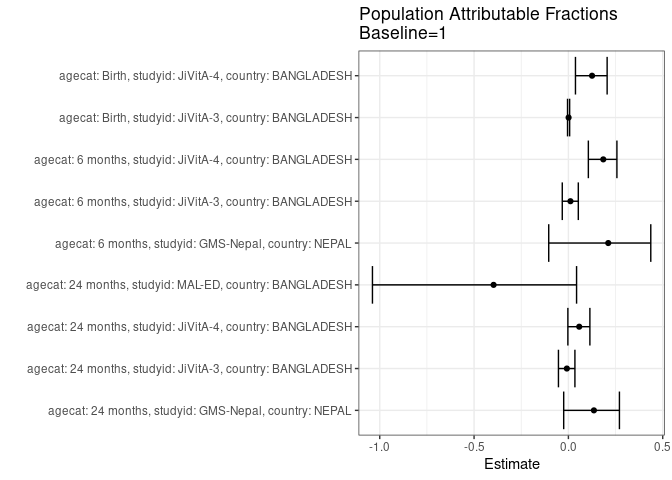 Population Attributable Fractions
Baseline=1
agecat: Birth, studyid: JiVitA-4, country: BANGLADESH
agecat: Birth, studyid: JiVitA-3, country: BANGLADESH
agecat: 6 months, studyid: JiVitA-4, country: BANGLADESH
agecat: 6 months, studyid: JiVitA-3, country: BANGLADESH
agecat: 6 months, studyid: GMS-Nepal, country: NEPAL
agecat: 24 months, studyid: MAL-ED, country: BANGLADESH
agecat: 24 months, studyid: JiVitA-4, country: BANGLADESH
agecat: 24 months, studyid: JiVitA-3, country: BANGLADESH
agecat: 24 months, studyid: GMS-Nepal, country: NEPAL
-1.0 -0.5 0.0 0.5
Estimate